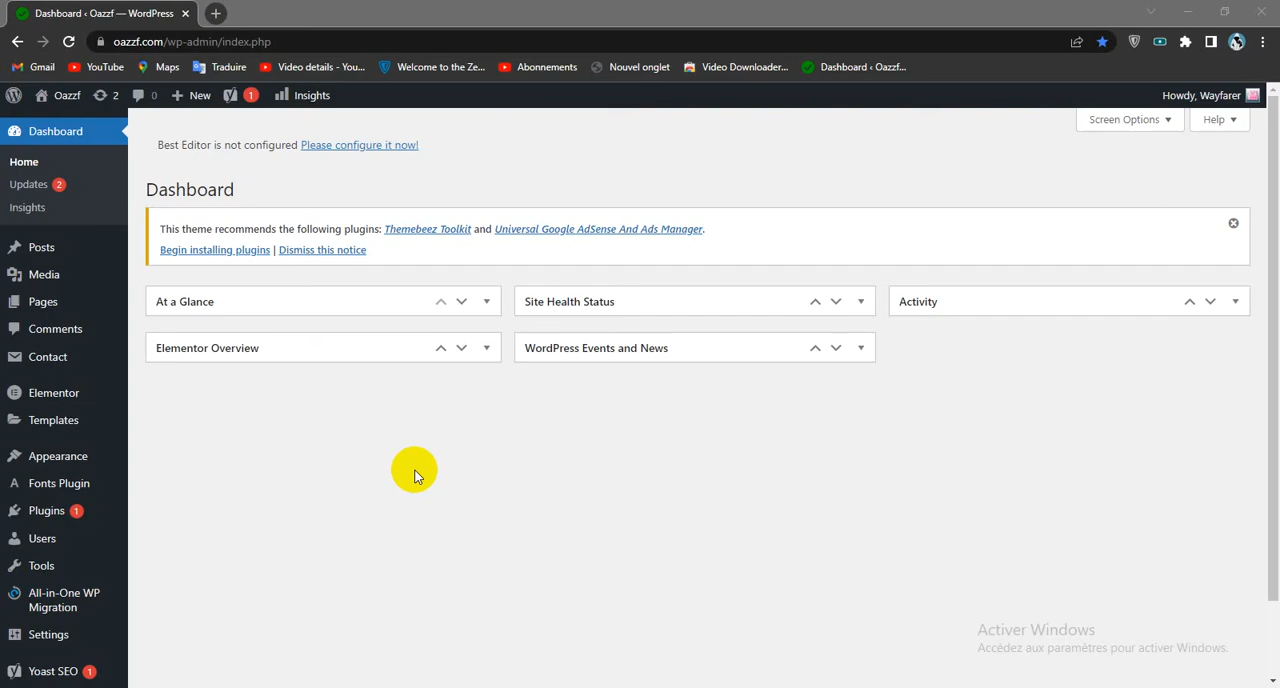 Dashboard ‹ Oazzf — WordPress
oazzf.com/wp-admin/index.php
Gmail YouTube Maps Traduire Video details - You... Welcome to the Ze... Abonnements Nouvel onglet Video Downloader... Dashboard ‹ Oazzf...
Oazzf 2 0 New 1 Insights Howdy, Wayfarer
Dashboard
Home
Updates 2
Insights
Posts
Media
Pages
Comments
Contact
Elementor
Templates
Appearance
Fonts Plugin
Plugins 1
Users
Tools
All-in-One WP
Migration
Settings
Yoast SEO 1
Screen Options Help
Best Editor is not configured Please configure it now!
Dashboard
This theme recommends the following plugins: Themebeez Toolkit and Universal Google AdSense And Ads Manager.
Begin installing plugins | Dismiss this notice
At a Glance
Site Health Status
Activity
Elementor Overview
WordPress Events and News
Activer Windows
Accédez aux paramètres pour activer Windows.